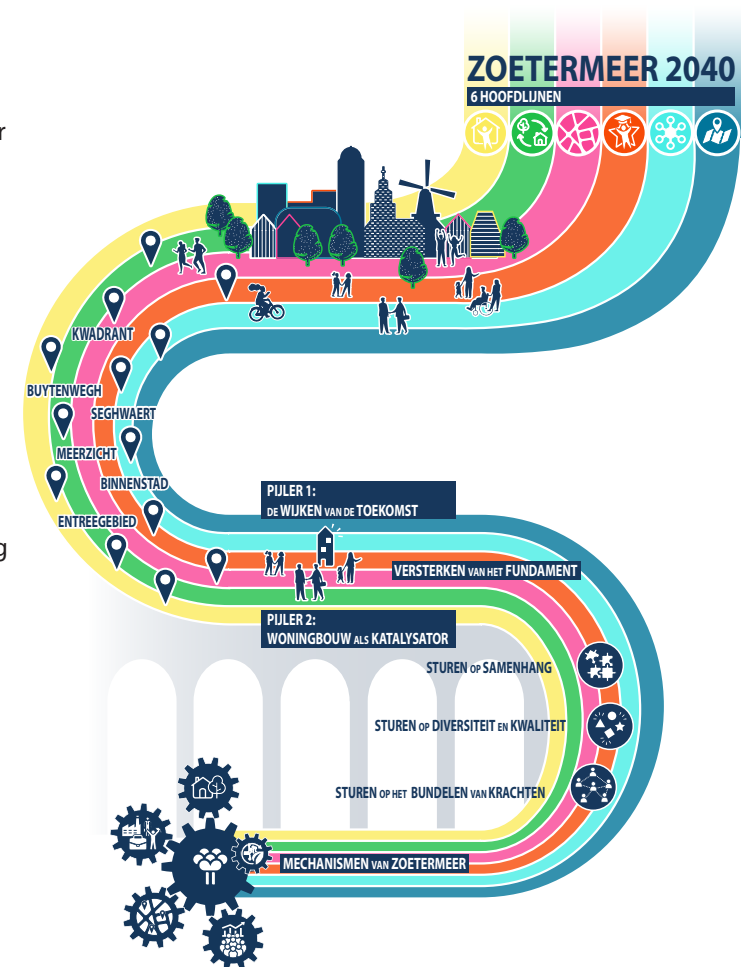 ZOETERMEER 2040
6 HOOFDLIJNEN
r
KWADRANT
BUYTENWEGH
SEGHWAERT
MEERZICHT
BINNENSTAD
ENTREEGEBIED
g
PIJLER 1:
DE WIJKEN VAN DE TOEKOMST
VERSTERKEN VAN HET FUNDAMENT
PIJLER 2:
WONINGBOUW ALS KATALYSATOR
STUREN OP SAMENHANG
STUREN OP DIVERSITEIT EN KWALITEIT
STUREN OP HET BUNDELEN VAN KRACHTEN
MECHANISMEN VAN ZOETERMEER